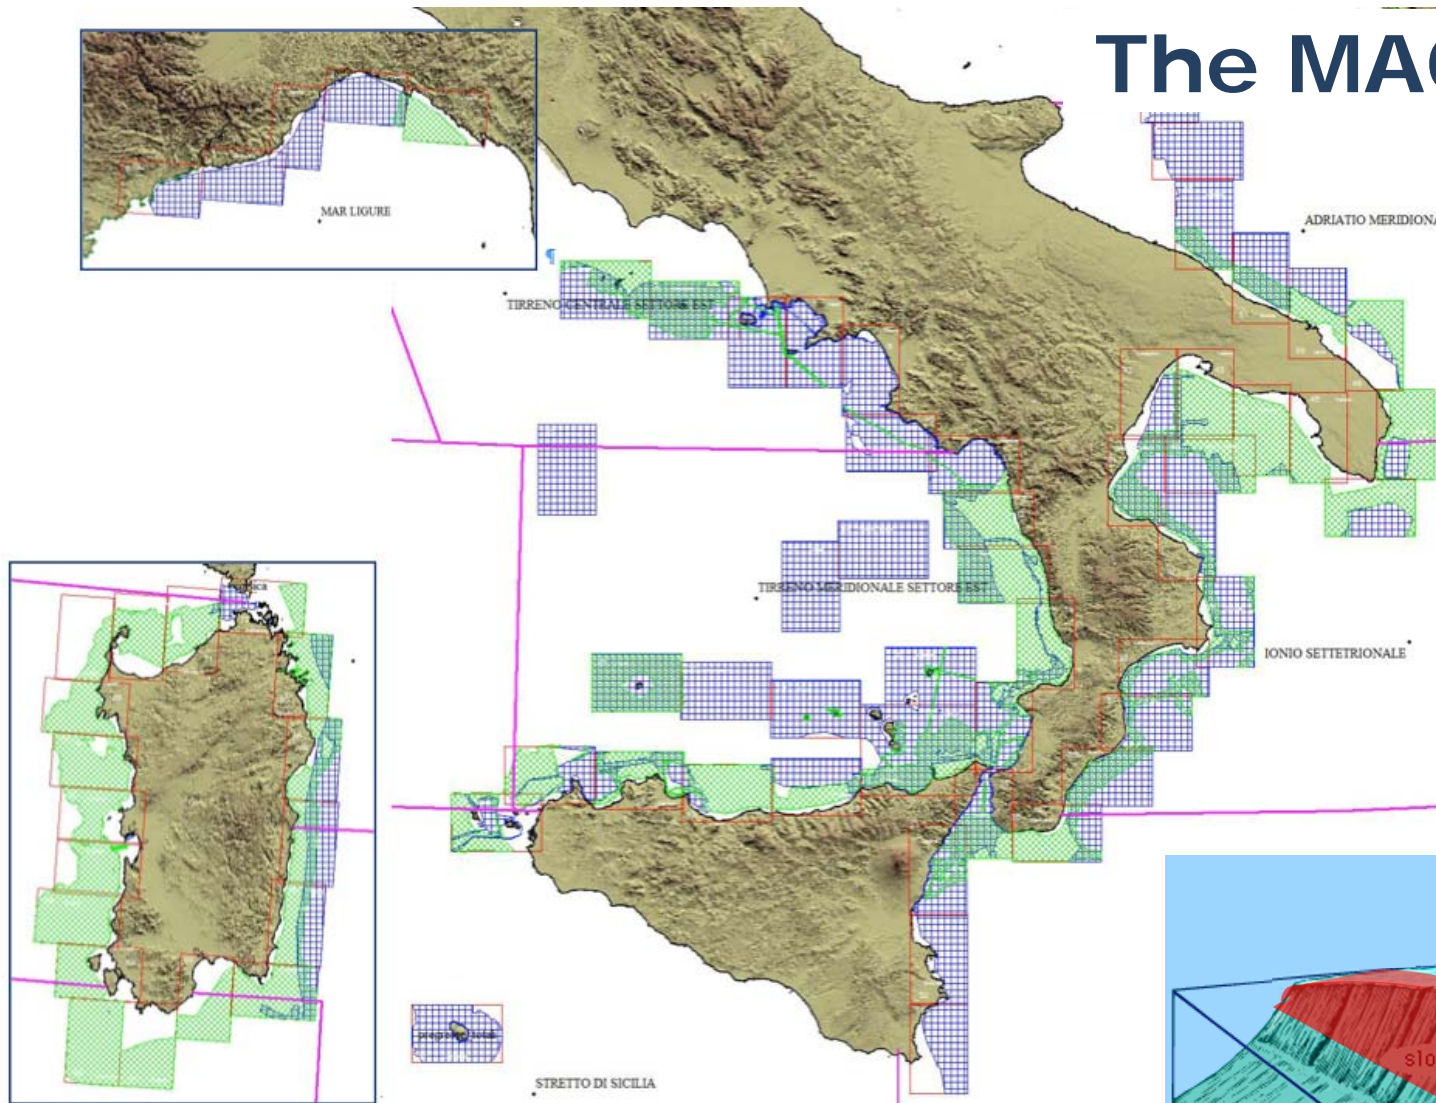 The MA
MAR LIGURE
ADRIATIO MERIDIONA
TIRRENO CENTRALE SETTORE EST
TIRRENO MERIDIONALE SETTORE EST
IONIO SETTETRIONALE
STRETTO DI SICILIA
slo